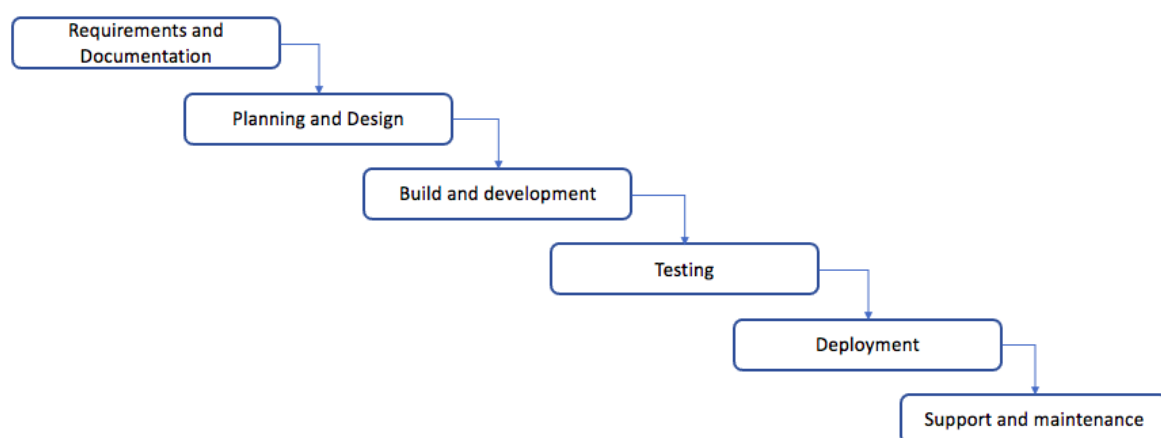 Requirements and
Documentation
Planning and Design
Build and development
Testing
Deployment
Support and maintenance